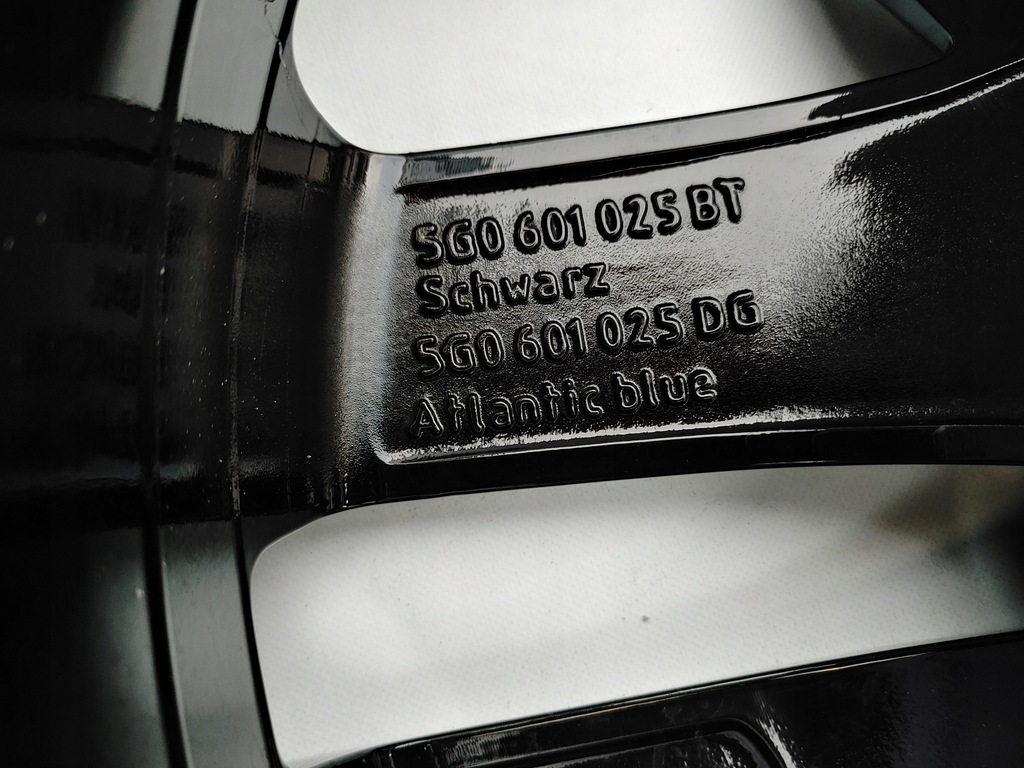 5G0 601 025 BT
Schwarz
5G0 601 025 DG
Atlantic blue